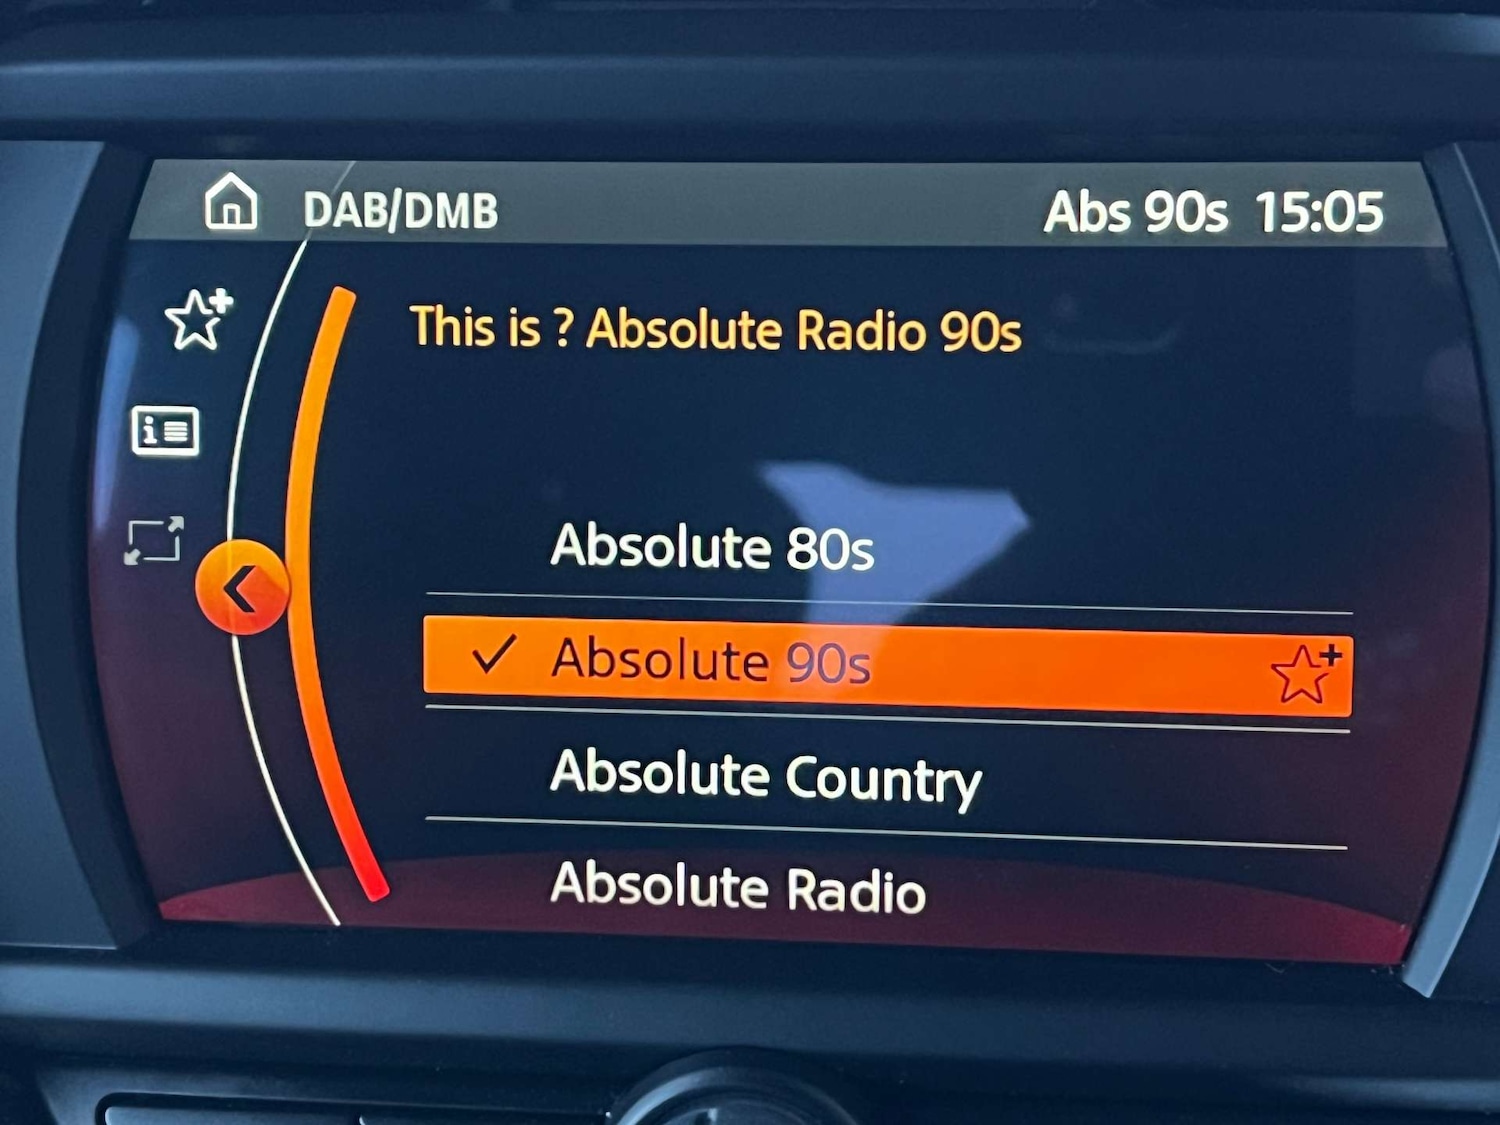 DAB/DMB
Abs 90s 15:05
This is ? Absolute Radio 90s
Absolute 80s
Absolute 90s
Absolute Country
Absolute Radio